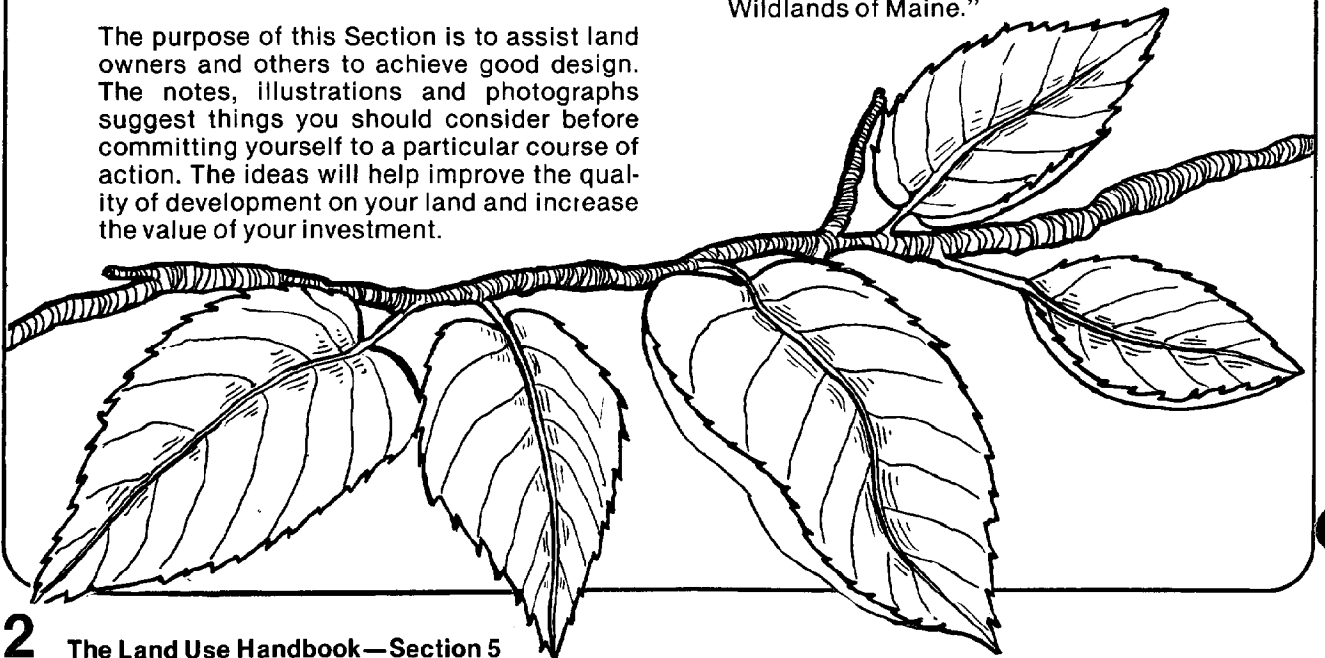 The purpose of this Section is to assist land
owners and others to achieve good design.
The notes, illustrations and photographs
suggest things you should consider before
committing yourself to a particular course of
action. The ideas will help improve the qual-
ity of development on your land and increase
the value of your investment.
Wildlands of Maine."
2 The Land Use Handbook—Section 5